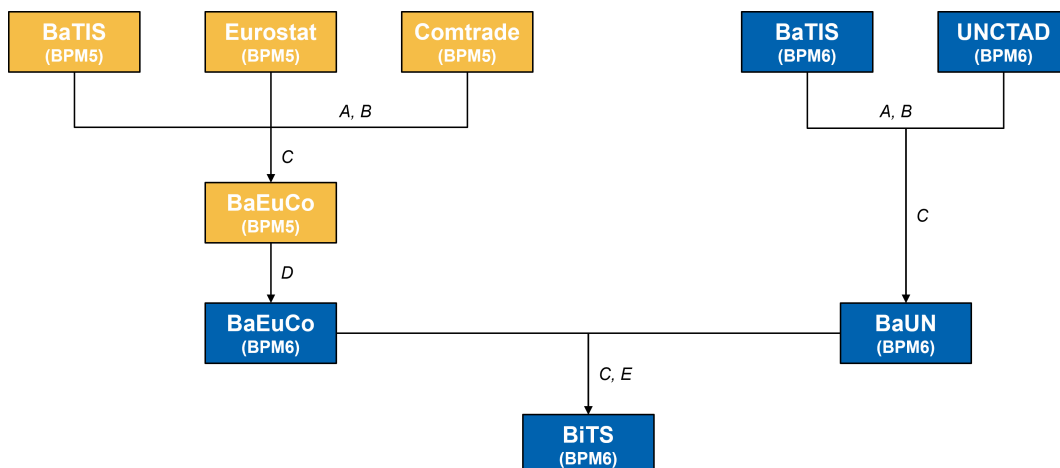 BaTIS
(BPM5)
Eurostat
(BPM5)
Comtrade
(BPM5)
BaTIS
(BPM6)
UNCTAD
(BPM6)
A, B
A, B
C
BaEuCo
(BPM5)
C
D
BaEuCo
(BPM6)
BaUN
(BPM6)
C, E
BiTS
(BPM6)